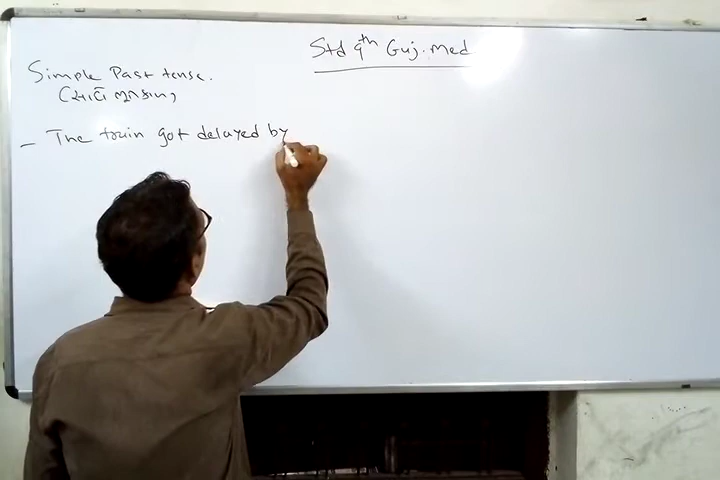 Std 9th Guj. Med
Simple Past tense.
(સાદો ભૂતકાળ)
- The train got delayed by